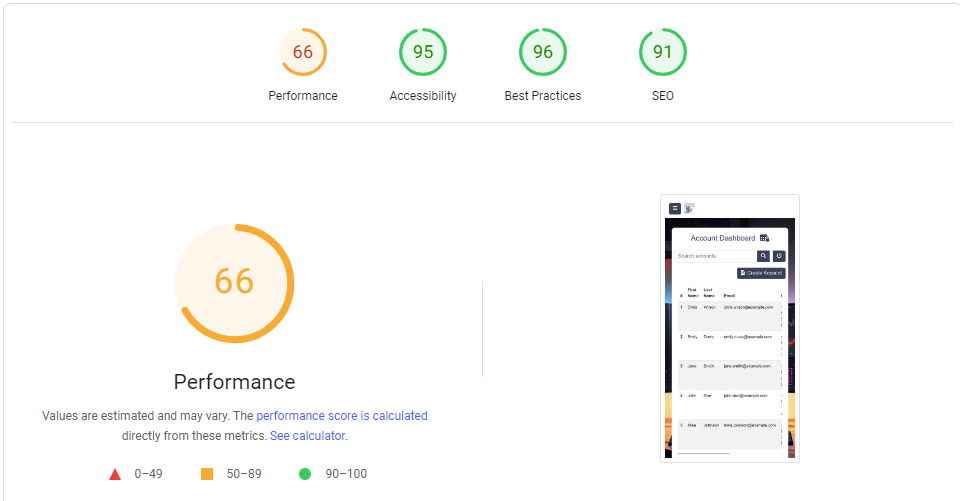 66
95
96
91
Performance
Accessibility
Best Practices
SEO
66
Performance
Values are estimated and may vary. The performance score is calculated
directly from these metrics. See calculator.
0–49
50–89
90–100
Account Dashboard
Search accounts
Create Account
# First Name Last Name Email
1 Chris Wilson chris.wilson@example.com
2 Emily Davis emily.davis@example.com
3 Jane Smith jane.smith@example.com
4 John Doe john.doe@example.com
5 Mike Johnson mike.johnson@example.com